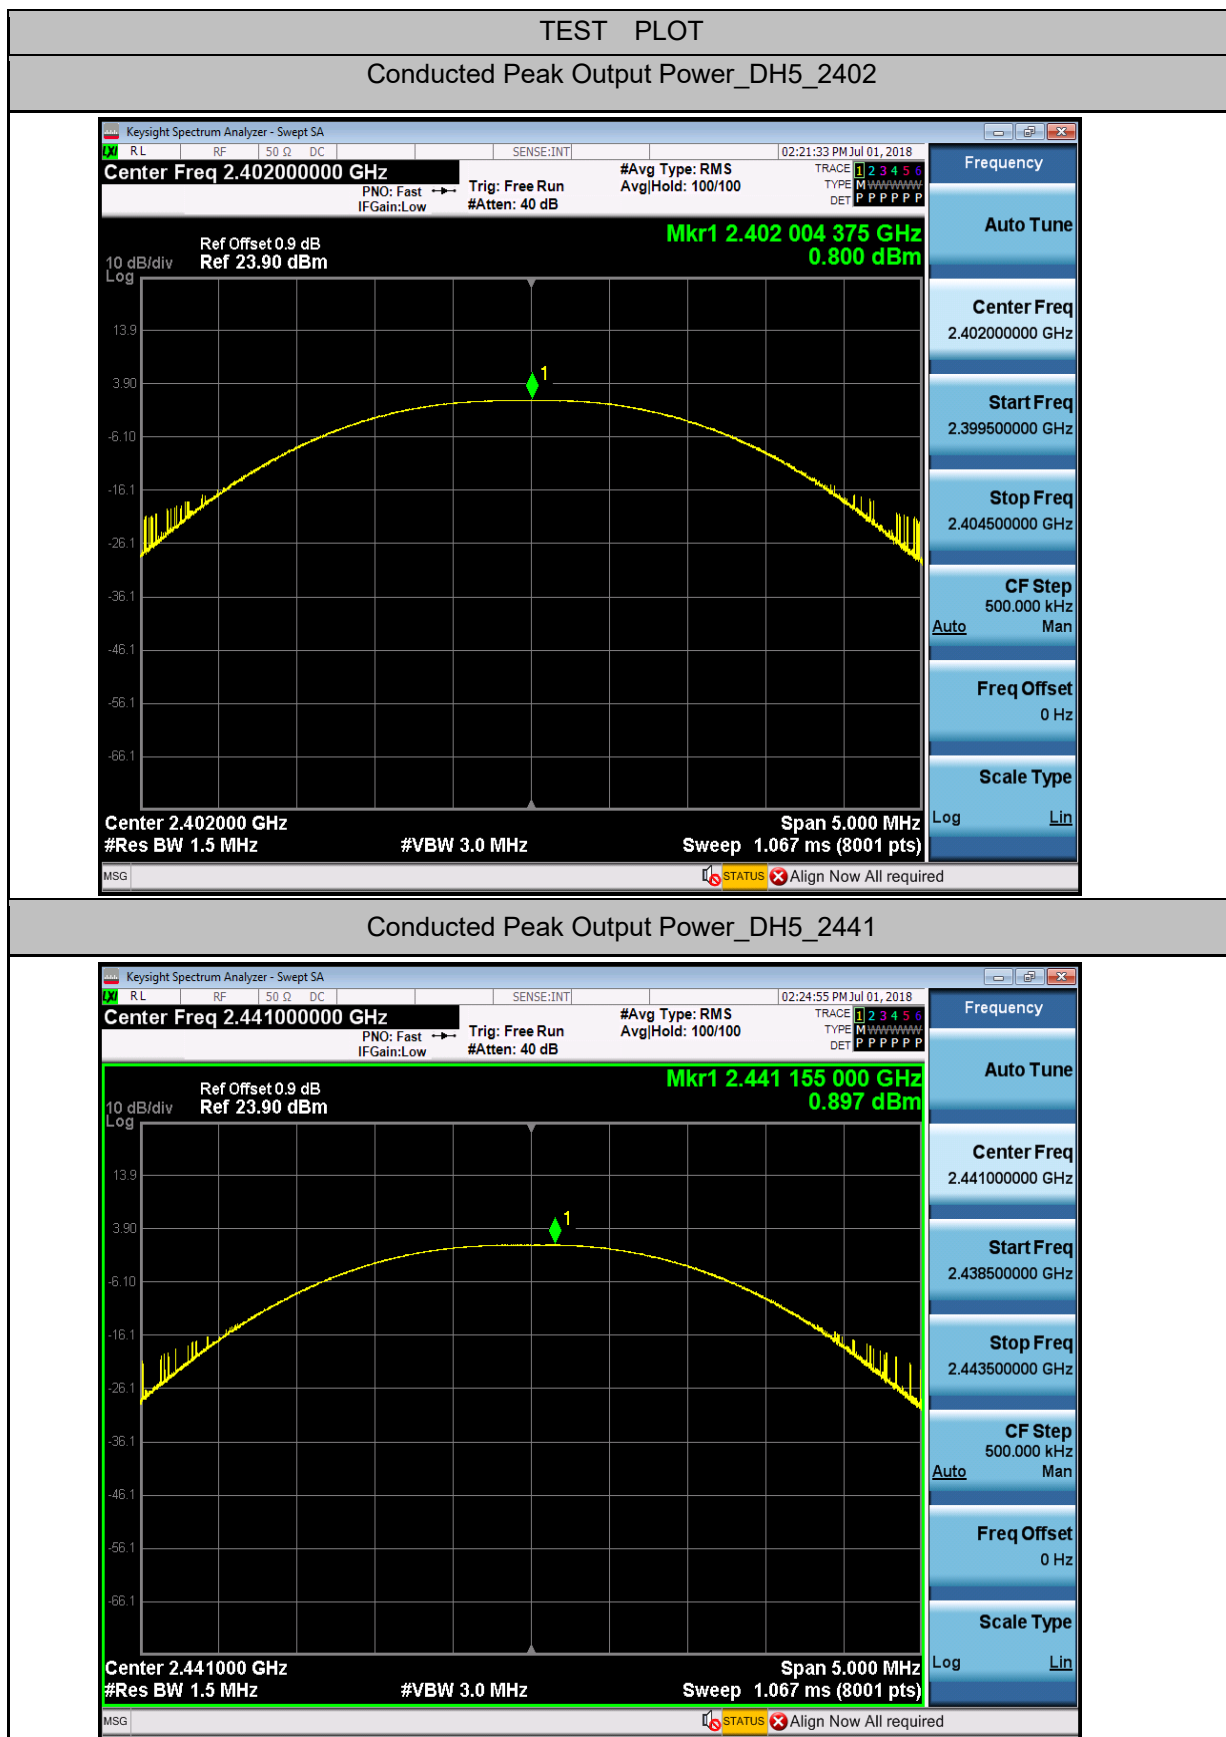 TEST PLOT
Conducted Peak Output Power_DH5_2402
Keysight Spectrum Analyzer - Swept SA
LXI RL RF 50 Ω DC SENSE:INT 02:21:33 PM Jul 01, 2018
Center Freq 2.402000000 GHz
PNO: Fast
IFGain:Low
Trig: Free Run
#Atten: 40 dB
#Avg Type: RMS
Avg|Hold: 100/100
TRACE 1 2 3 4 5 6
TYPE M WWWWW
DET P P P P P P
Ref Offset 0.9 dB
10 dB/div Ref 23.90 dBm
Log
Mkr1 2.402 004 375 GHz
0.800 dBm
1
13.9
3.90
-6.10
-16.1
-26.1
-36.1
-46.1
-56.1
-66.1
Center 2.402000 GHz Span 5.000 MHz
#Res BW 1.5 MHz #VBW 3.0 MHz Sweep 1.067 ms (8001 pts)
MSG STATUS Align Now All required
Frequency
Auto Tune
Center Freq
2.402000000 GHz
Start Freq
2.399500000 GHz
Stop Freq
2.404500000 GHz
CF Step
500.000 kHz
Auto Man
Freq Offset
0 Hz
Scale Type
Log Lin
Conducted Peak Output Power_DH5_2441
Keysight Spectrum Analyzer - Swept SA
LXI RL RF 50 Ω DC SENSE:INT 02:24:55 PM Jul 01, 2018
Center Freq 2.441000000 GHz
PNO: Fast
IFGain:Low
Trig: Free Run
#Atten: 40 dB
#Avg Type: RMS
Avg|Hold: 100/100
TRACE 1 2 3 4 5 6
TYPE M WWWWW
DET P P P P P P
Ref Offset 0.9 dB
10 dB/div Ref 23.90 dBm
Log
Mkr1 2.441 155 000 GHz
0.897 dBm
1
13.9
3.90
-6.10
-16.1
-26.1
-36.1
-46.1
-56.1
-66.1
Center 2.441000 GHz Span 5.000 MHz
#Res BW 1.5 MHz #VBW 3.0 MHz Sweep 1.067 ms (8001 pts)
MSG STATUS Align Now All required
Frequency
Auto Tune
Center Freq
2.441000000 GHz
Start Freq
2.438500000 GHz
Stop Freq
2.443500000 GHz
CF Step
500.000 kHz
Auto Man
Freq Offset
0 Hz
Scale Type
Log Lin